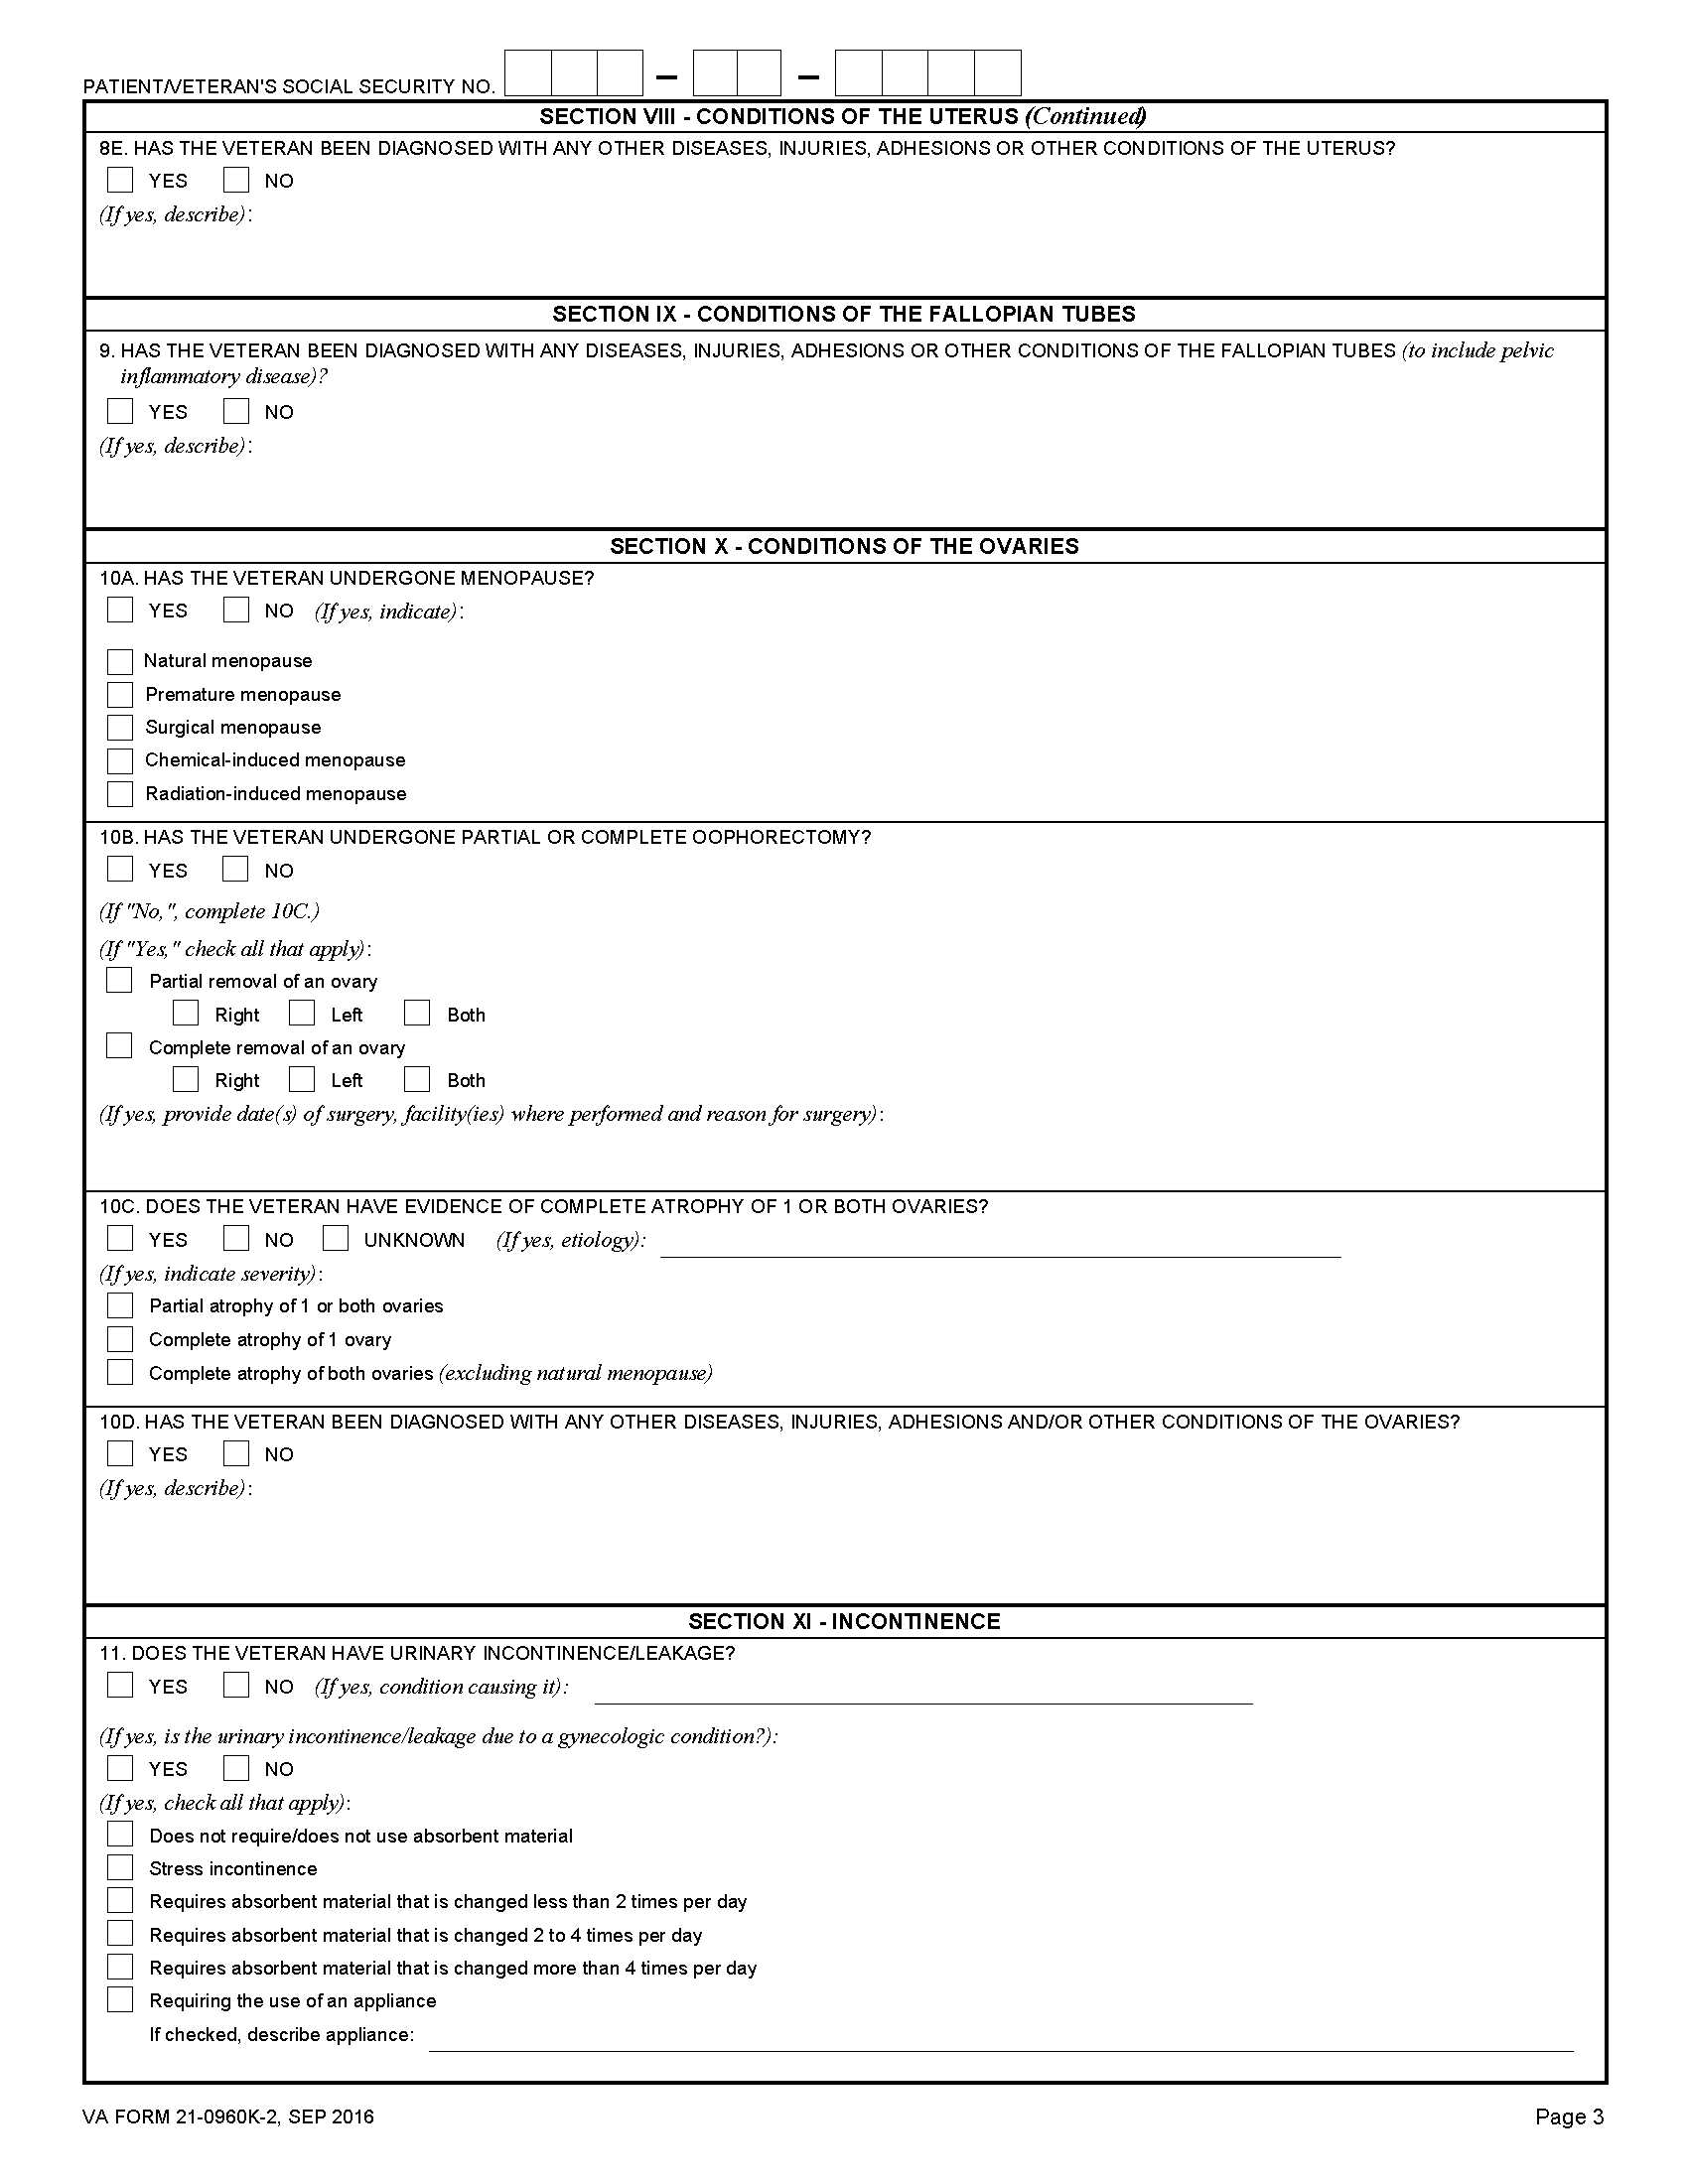 PATIENT/VETERAN'S SOCIAL SECURITY NO. – –
SECTION VIII - CONDITIONS OF THE UTERUS (Continued)
8E. HAS THE VETERAN BEEN DIAGNOSED WITH ANY OTHER DISEASES, INJURIES, ADHESIONS OR OTHER CONDITIONS OF THE UTERUS?
YES NO
(If yes, describe):
SECTION IX - CONDITIONS OF THE FALLOPIAN TUBES
9. HAS THE VETERAN BEEN DIAGNOSED WITH ANY DISEASES, INJURIES, ADHESIONS OR OTHER CONDITIONS OF THE FALLOPIAN TUBES (to include pelvic
inflammatory disease)?
YES NO
(If yes, describe):
SECTION X - CONDITIONS OF THE OVARIES
10A. HAS THE VETERAN UNDERGONE MENOPAUSE?
YES NO (If yes, indicate):
Natural menopause
Premature menopause
Surgical menopause
Chemical-induced menopause
Radiation-induced menopause
10B. HAS THE VETERAN UNDERGONE PARTIAL OR COMPLETE OOPHORECTOMY?
YES NO
(If "No,", complete 10C.)
(If "Yes," check all that apply):
Partial removal of an ovary
Right Left Both
Complete removal of an ovary
Right Left Both
(If yes, provide date(s) of surgery, facility(ies) where performed and reason for surgery):
10C. DOES THE VETERAN HAVE EVIDENCE OF COMPLETE ATROPHY OF 1 OR BOTH OVARIES?
YES NO UNKNOWN (If yes, etiology):
(If yes, indicate severity):
Partial atrophy of 1 or both ovaries
Complete atrophy of 1 ovary
Complete atrophy of both ovaries (excluding natural menopause)
10D. HAS THE VETERAN BEEN DIAGNOSED WITH ANY OTHER DISEASES, INJURIES, ADHESIONS AND/OR OTHER CONDITIONS OF THE OVARIES?
YES NO
(If yes, describe):
SECTION XI - INCONTINENCE
11. DOES THE VETERAN HAVE URINARY INCONTINENCE/LEAKAGE?
YES NO (If yes, condition causing it):
(If yes, is the urinary incontinence/leakage due to a gynecologic condition?):
YES NO
(If yes, check all that apply):
Does not require/does not use absorbent material
Stress incontinence
Requires absorbent material that is changed less than 2 times per day
Requires absorbent material that is changed 2 to 4 times per day
Requires absorbent material that is changed more than 4 times per day
Requiring the use of an appliance
If checked, describe appliance:
VA FORM 21-0960K-2, SEP 2016 Page 3